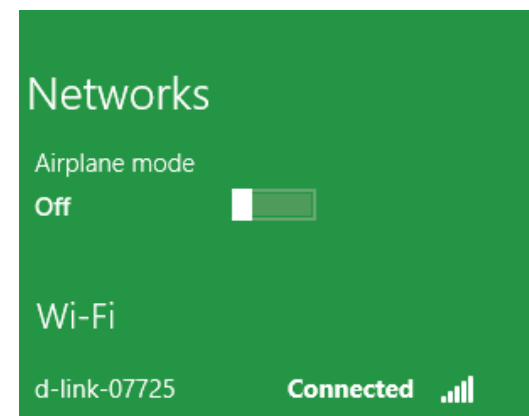 Networks
Airplane mode
Off
Wi-Fi
d-link-07725 Connected